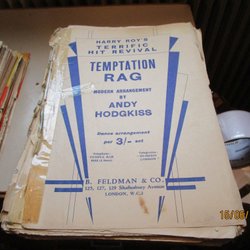 HARRY ROY'S
TERRIFIC
HIT REVIVAL
TEMPTATION
RAG
MODERN ARRANGEMENT
BY
ANDY
HODGKISS
Dance arrangement
per 3/- set
B. FELDMAN & CO.
125, 127, 129 Shaftesbury Avenue
LONDON, W.C.2